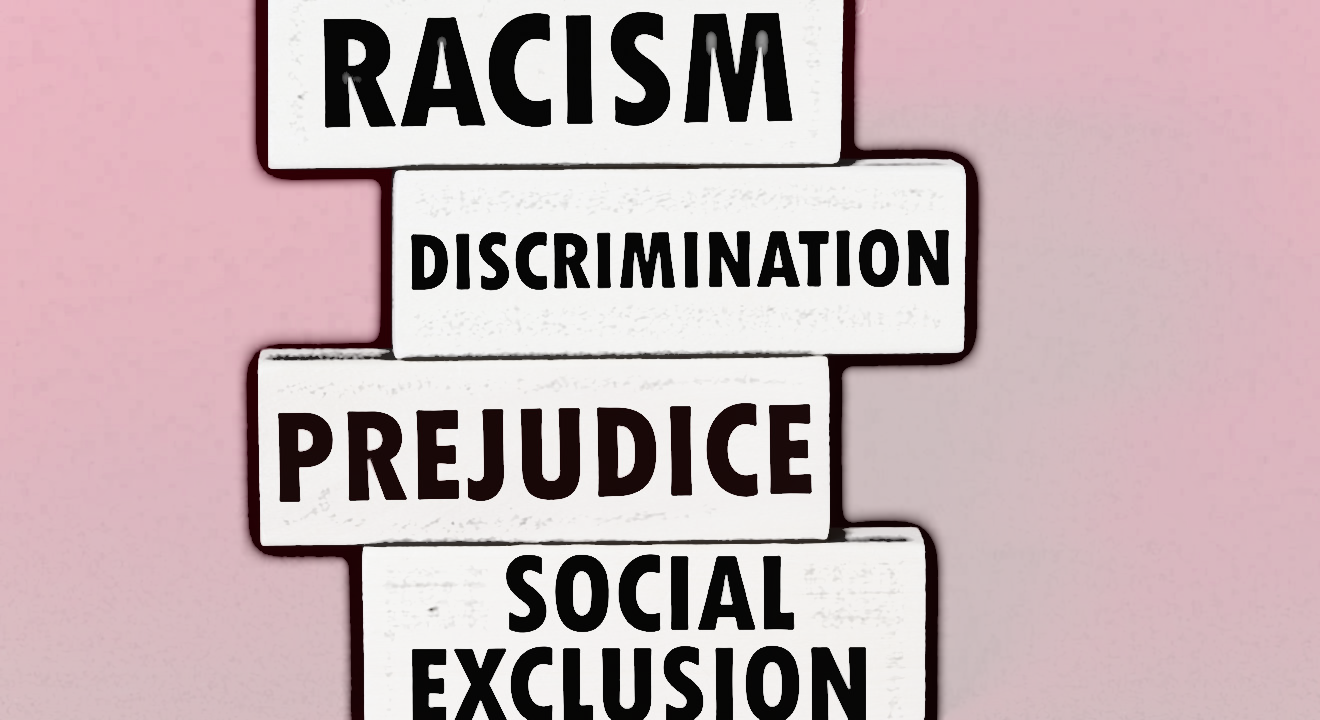 RACISM
DISCRIMINATION
PREJUDICE
SOCIAL
EXCLUSION